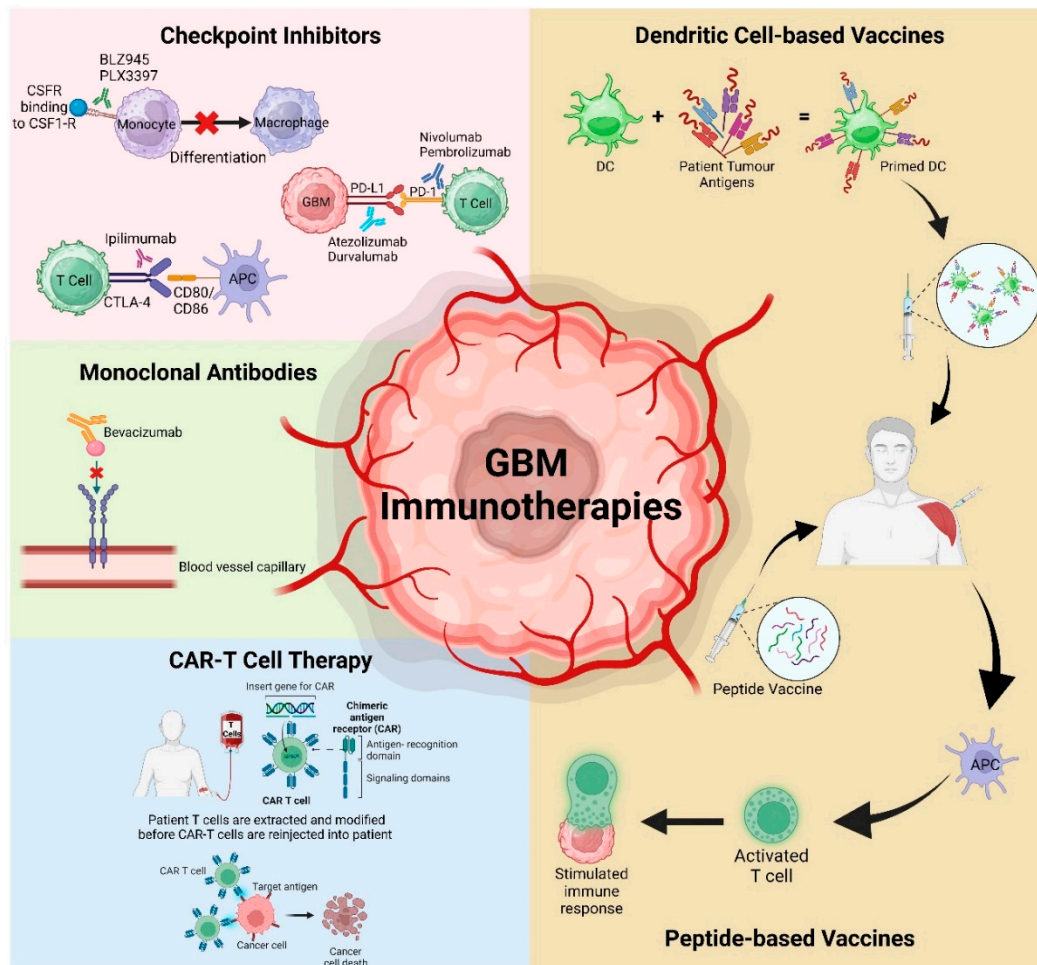 Checkpoint Inhibitors
BLZ945
PLX3397
CSFR
binding
to CSF1-R
Monocyte
Macrophage
Differentiation
Nivolumab
Pembrolizumab
PD-L1
PD-1
GBM
T Cell
Atezolizumab
Durvalumab
Ipilimumab
T Cell
APC
CTLA-4
CD80/
CD86
Monoclonal Antibodies
Bevacizumab
Blood vessel capillary
CAR-T Cell Therapy
Insert gene for CAR
T
Cells
Chimeric
antigen
receptor (CAR)
Antigen- recognition
domain
Signaling domains
CAR T cell
Patient T cells are extracted and modified
before CAR-T cells are reinjected into patient
CAR T cell
Target antigen
Cancer cell
Cancer
cell death
GBM
Immunotherapies
Dendritic Cell-based Vaccines
+
=
DC
Patient Tumour
Antigens
Primed DC
Peptide Vaccine
APC
Activated
T cell
Stimulated
immune
response
Peptide-based Vaccines